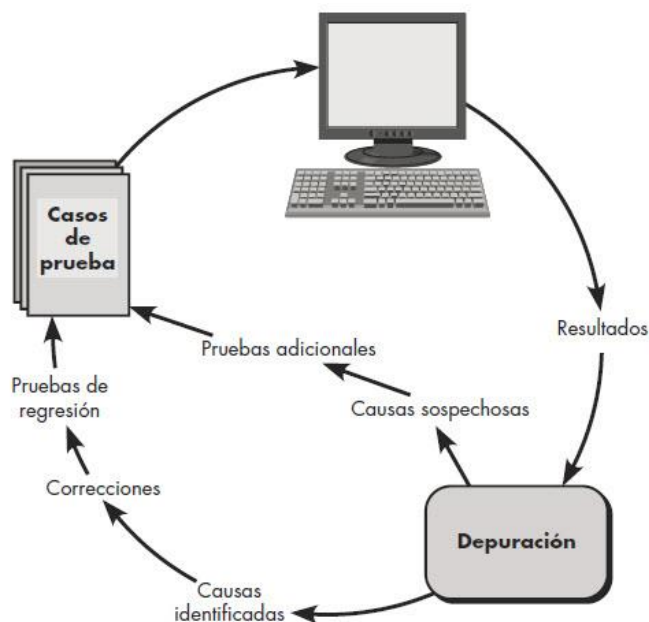 Casos
de
prueba
Resultados
Pruebas adicionales
Causas sospechosas
Pruebas de
regresión
Correcciones
Depuración
Causas
identificadas